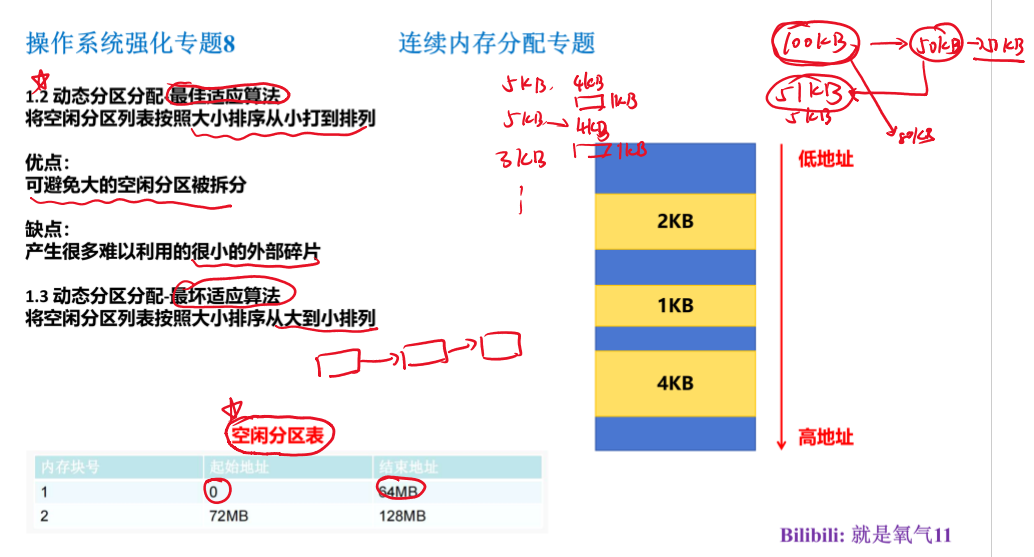 操作系统强化专题8
连续内存分配专题
100KB
50KB
51KB
5KB
80KB
5KB. 4KB
1KB
5KB 4KB
3KB 1KB
1.2 动态分区分配-最佳适应算法
将空闲分区列表按照大小排序从小打到排列
优点：
可避免大的空闲分区被拆分
缺点：
产生很多难以利用的很小的外部碎片
1.3 动态分区分配-最坏适应算法
将空闲分区列表按照大小排序从大到小排列
2KB
1KB
4KB
低地址
高地址
空闲分区表
内存块号 起始地址 结束地址
1 0 64MB
2 72MB 128MB
Bilibili: 就是氧气11